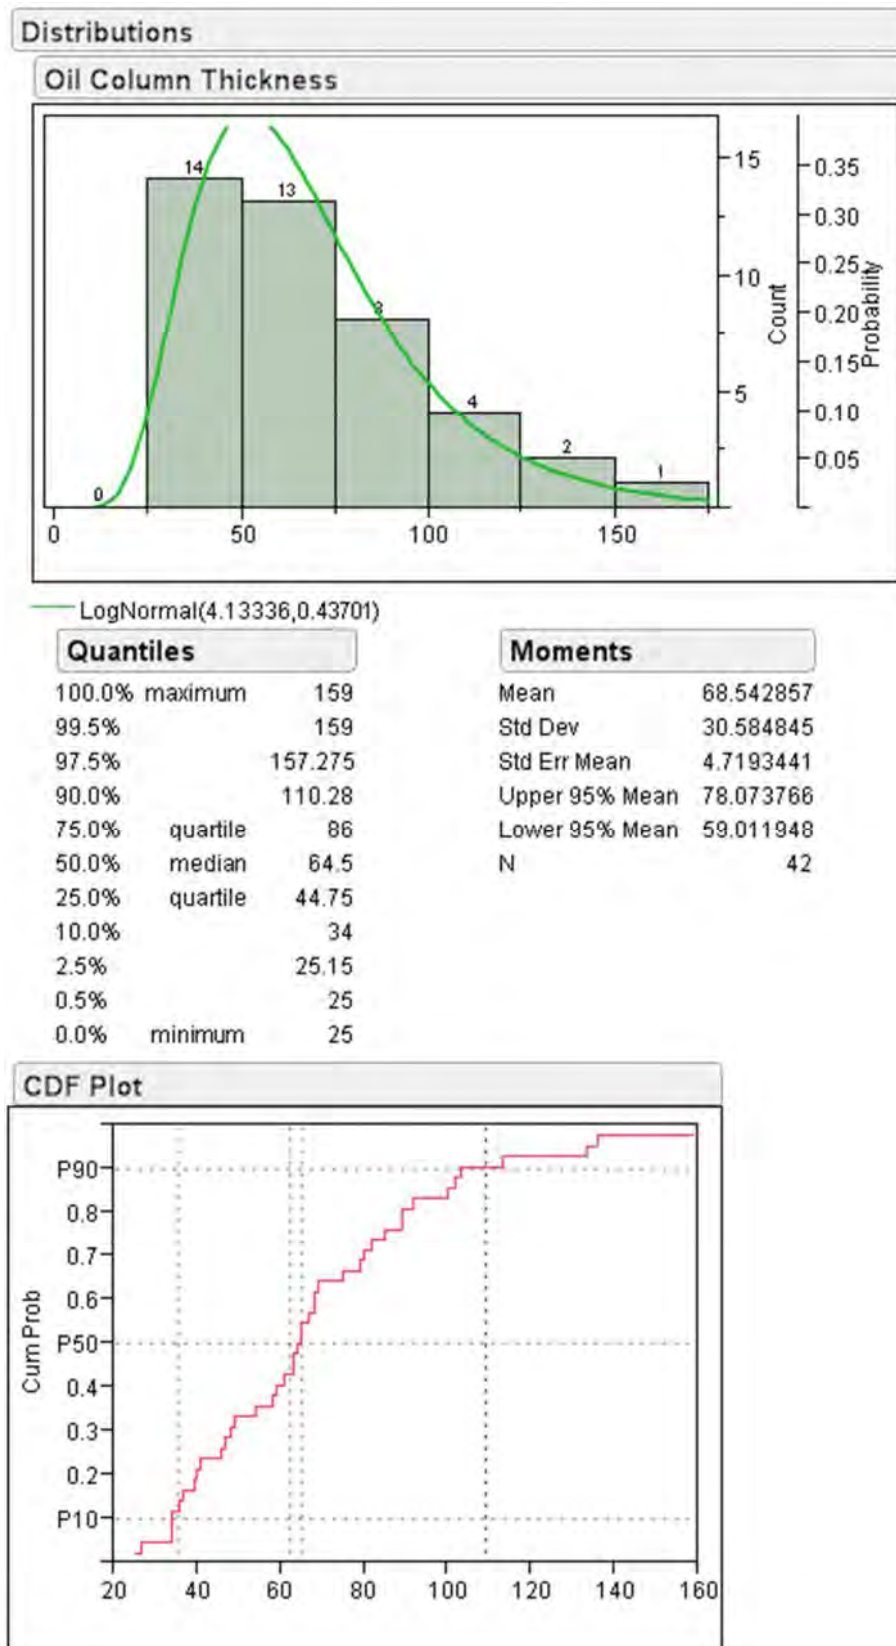 Distributions
Oil Column Thickness
14
13
8
4
2
1
0
15
10
5
Count
0.35
0.30
0.25
0.20
0.15
0.10
0.05
Probability
0 50 100 150
LogNormal(4.13336,0.43701)
Quantiles
100.0% maximum 159
99.5% 159
97.5% 157.275
90.0% 110.28
75.0% quartile 86
50.0% median 64.5
25.0% quartile 44.75
10.0% 34
2.5% 25.15
0.5% 25
0.0% minimum 25
Moments
Mean 68.542857
Std Dev 30.584845
Std Err Mean 4.7193441
Upper 95% Mean 78.073766
Lower 95% Mean 59.011948
N 42
CDF Plot
Cum Prob
P90
0.8
0.7
0.6
P50
0.4
0.3
0.2
P10
20 40 60 80 100 120 140 160